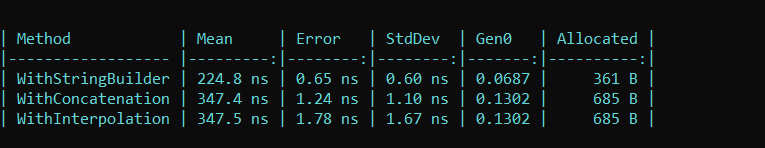 | Method | Mean | Error | StdDev | Gen0 | Allocated |
|------------------ |---------:|--------:|--------:|-------:|----------:|
| WithStringBuilder | 224.8 ns | 0.65 ns | 0.60 ns | 0.0687 | 361 B |
| WithConcatenation | 347.4 ns | 1.24 ns | 1.10 ns | 0.1302 | 685 B |
| WithInterpolation | 347.5 ns | 1.78 ns | 1.67 ns | 0.1302 | 685 B |